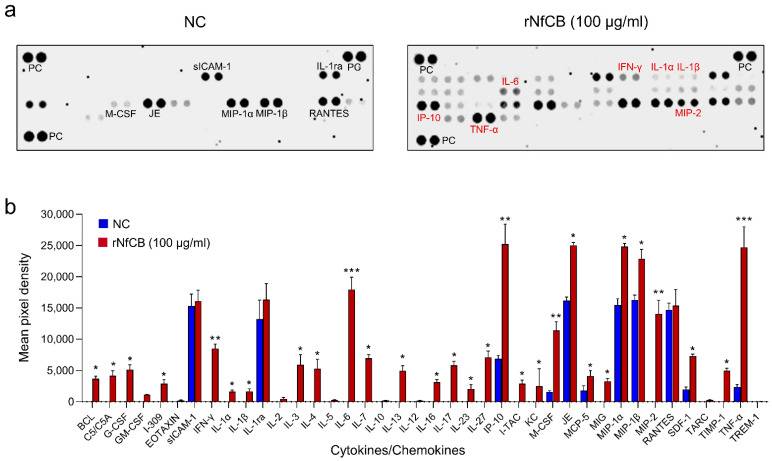 a
NC
rNfCB (100 µg/ml)
sICAM-1
IL-1ra
PC
PG
M-CSF
JE
MIP-1α
MIP-1β
RANTES
PC
IFN-γ
IL-1α
IL-1β
PC
IL-6
PC
IP-10
TNF-α
MIP-2
PC
b
NC
rNfCB (100 µg/ml)
Mean pixel density
30,000
25,000
20,000
15,000
10,000
5,000
0
* * * * ** * * *** * * * * * * * ** * * * ** * * * * * ** * * ***
BCL
C5/C5A
G-CSF
GM-CSF
I-309
EOTAXIN
sICAM-1
IFN-γ
IL-1α
IL-1β
IL-1ra
IL-2
IL-3
IL-4
IL-5
IL-6
IL-7
IL-10
IL-13
IL-12
IL-16
IL-17
IL-23
IL-27
IP-10
I-TAC
KC
M-CSF
JE
MCP-5
MIG
MIP-1α
MIP-1β
MIP-2
RANTES
SDF-1
TARC
TIMP-1
TNF-α
TREM-1
Cytokines/Chemokines